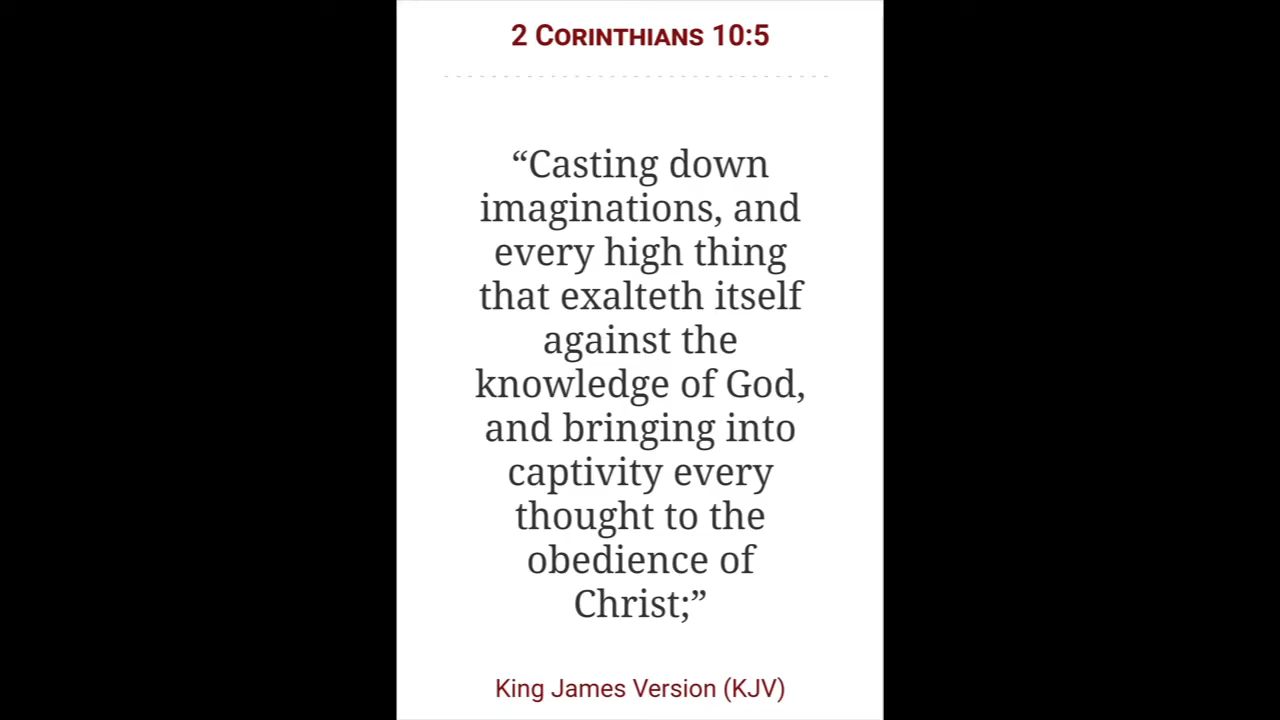 2 Corinthians 10:5
“Casting down
imaginations, and
every high thing
that exalteth itself
against the
knowledge of God,
and bringing into
captivity every
thought to the
obedience of
Christ;”
King James Version (KJV)